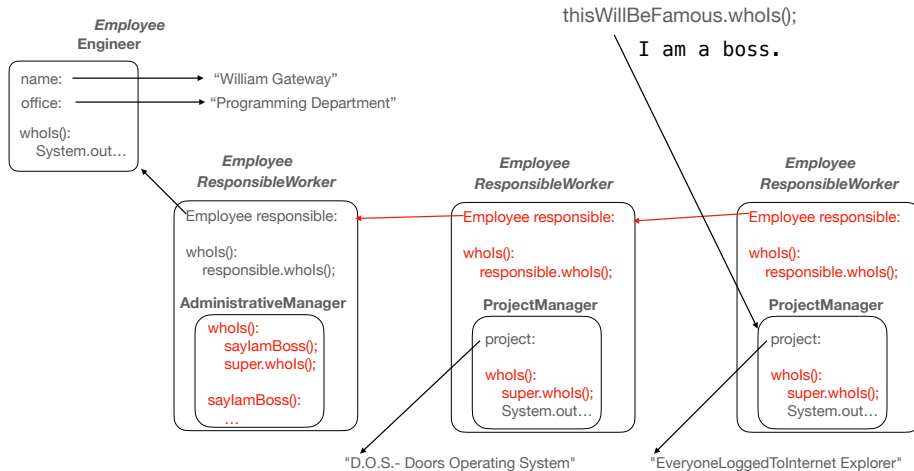 Employee
Engineer
name:
"William Gateway"
office:
"Programming Department"
whoIs():
System.out…
thisWillBeFamous.whoIs();
I am a boss.
Employee
ResponsibleWorker
Employee responsible:
whoIs():
responsible.whoIs();
AdministrativeManager
whoIs():
sayIamBoss();
super.whoIs();
sayIamBoss():
…
Employee
ResponsibleWorker
Employee responsible:
whoIs():
responsible.whoIs();
ProjectManager
project:
whoIs():
super.whoIs();
System.out…
"D.O.S.- Doors Operating System"
Employee
ResponsibleWorker
Employee responsible:
whoIs():
responsible.whoIs();
ProjectManager
project:
whoIs():
super.whoIs();
System.out…
"EveryoneLoggedToInternet Explorer"